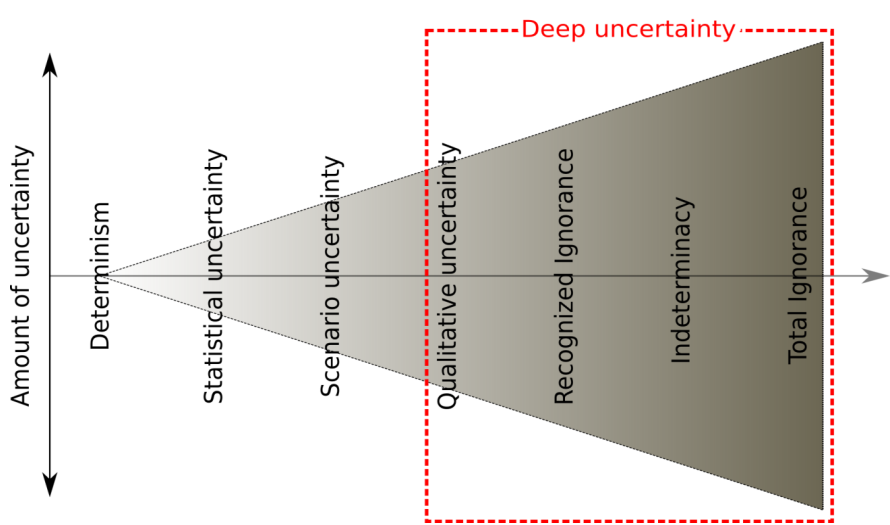 Deep uncertainty
Amount of uncertainty
Determinism
Statistical uncertainty
Scenario uncertainty
Qualitative uncertainty
Recognized Ignorance
Indeterminacy
Total Ignorance